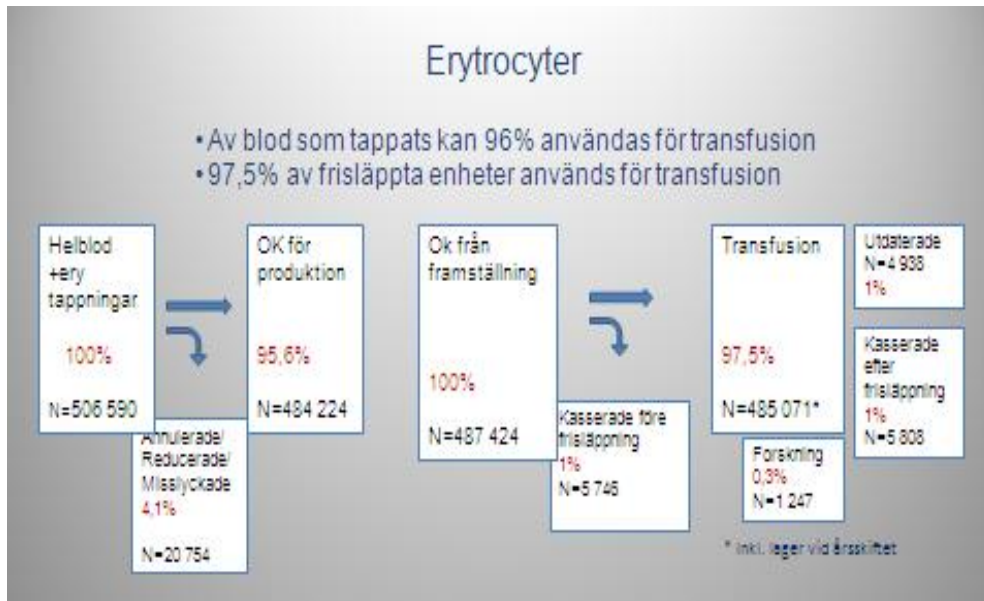 Erytrocyter
• Av blod som tappats kan 96% användas för transfusion
• 97,5% av frisläppta enheter används för transfusion
Helblod
+ery
tappningar
100%
N=506 590
Annulerade/
Reducerade/
Misslyckade
4,1%
N=20 754
OK för
produktion
95,6%
N=484 224
Ok från
framställning
100%
N=487 424
Kasserade före
frisläppning
1%
N=5 746
Transfusion
97,5%
N=485 071*
Forskning
0,3%
N=1 247
Utdaterade
N=4 938
1%
Kasserade
efter
frisläppning
1%
N=5 808
* inkl. lager vid årsskiftet